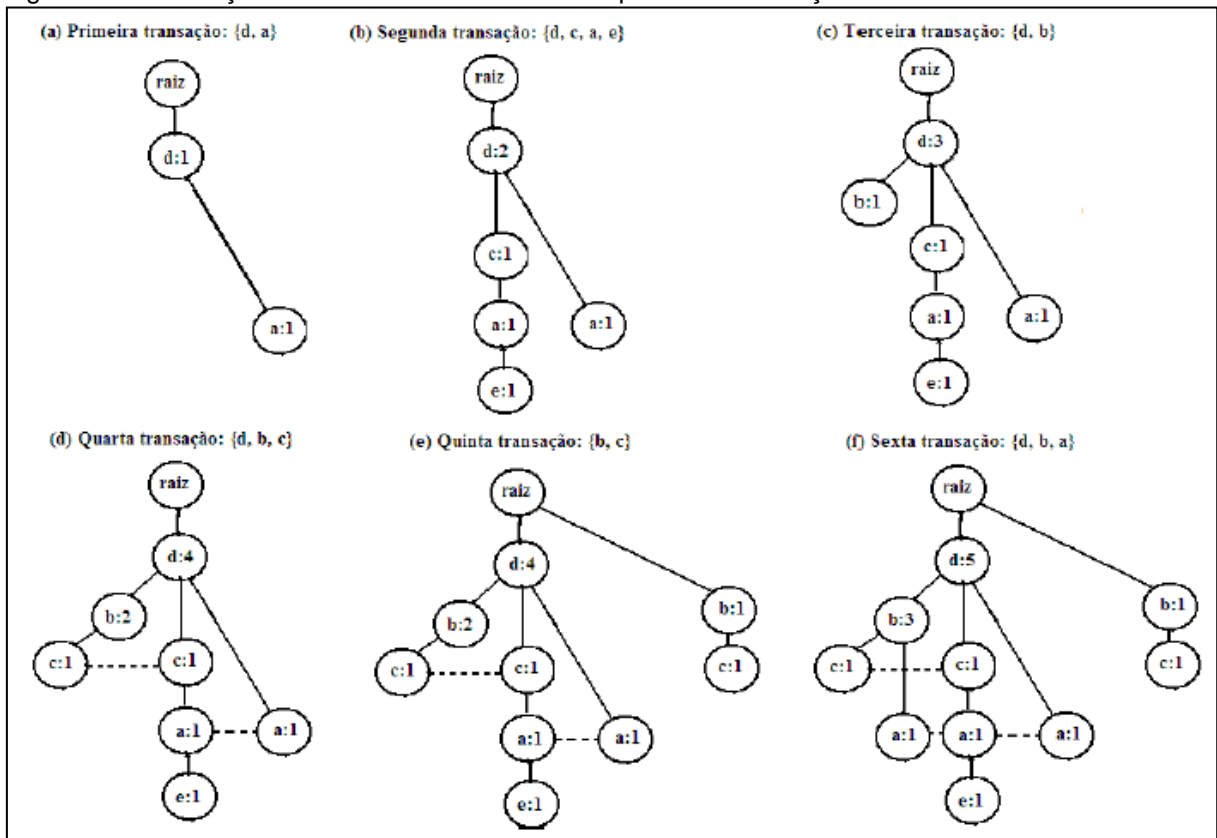 (a) Primeira transação: {d, a}
raiz
d:1
a:1
(b) Segunda transação: {d, c, a, e}
raiz
d:2
c:1
a:1 a:1
e:1
(c) Terceira transação: {d, b}
raiz
d:3
b:1
c:1
a:1 a:1
e:1
(d) Quarta transação: {d, b, c}
raiz
d:4
b:2
c:1 c:1
a:1 a:1
e:1
(e) Quinta transação: {b, c}
raiz
d:4
b:2 b:1
c:1 c:1 c:1
a:1 a:1
e:1
(f) Sexta transação: {d, b, a}
raiz
d:5
b:3 b:1
c:1 c:1 c:1
a:1 a:1 a:1
e:1